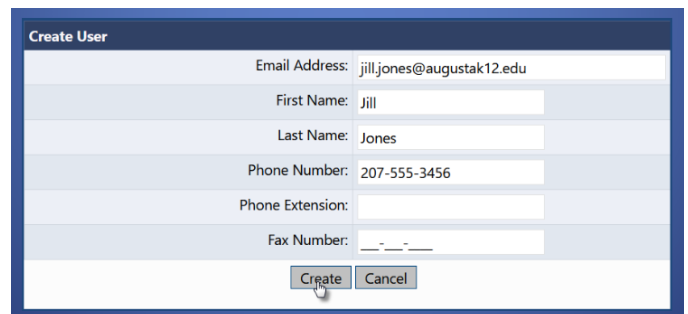 Create User
Email Address: jill.jones@augustak12.edu
First Name: Jill
Last Name: Jones
Phone Number: 207-555-3456
Phone Extension:
Fax Number: ___-___-____
Create Cancel